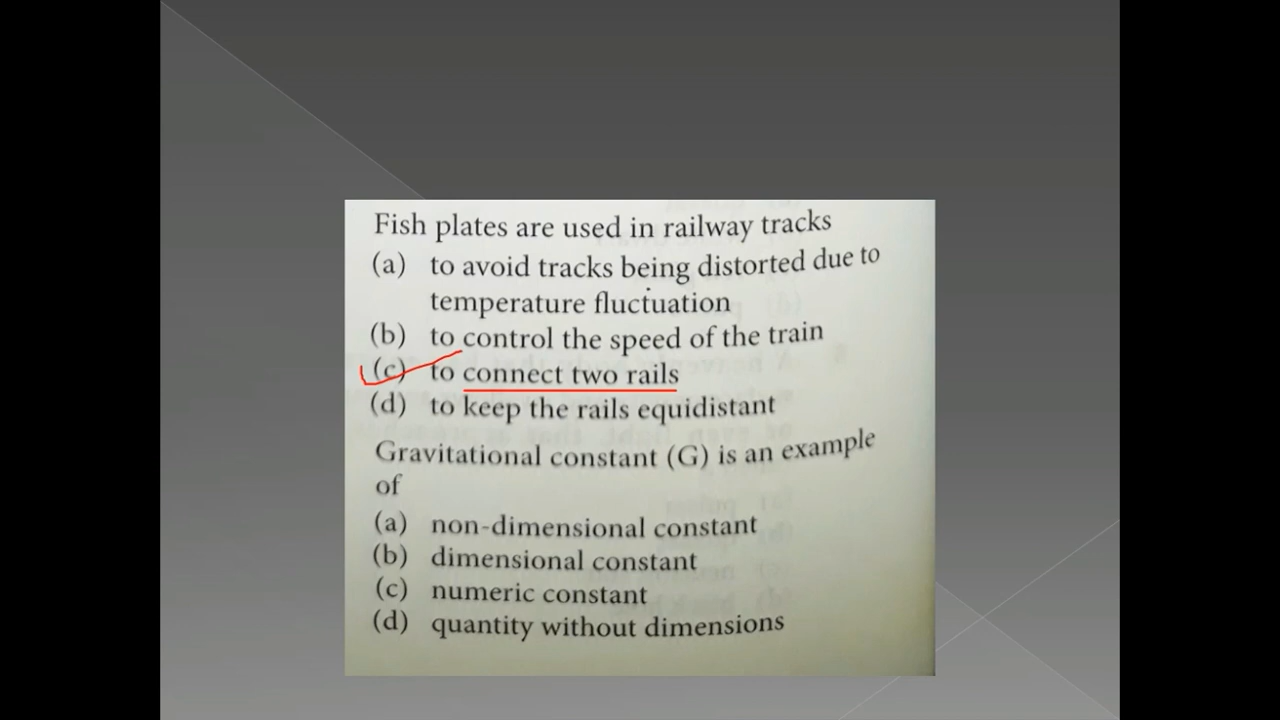 Fish plates are used in railway tracks
(a) to avoid tracks being distorted due to
temperature fluctuation
(b) to control the speed of the train
(c) to connect two rails
(d) to keep the rails equidistant
Gravitational constant (G) is an example
of
(a) non-dimensional constant
(b) dimensional constant
(c) numeric constant
(d) quantity without dimensions